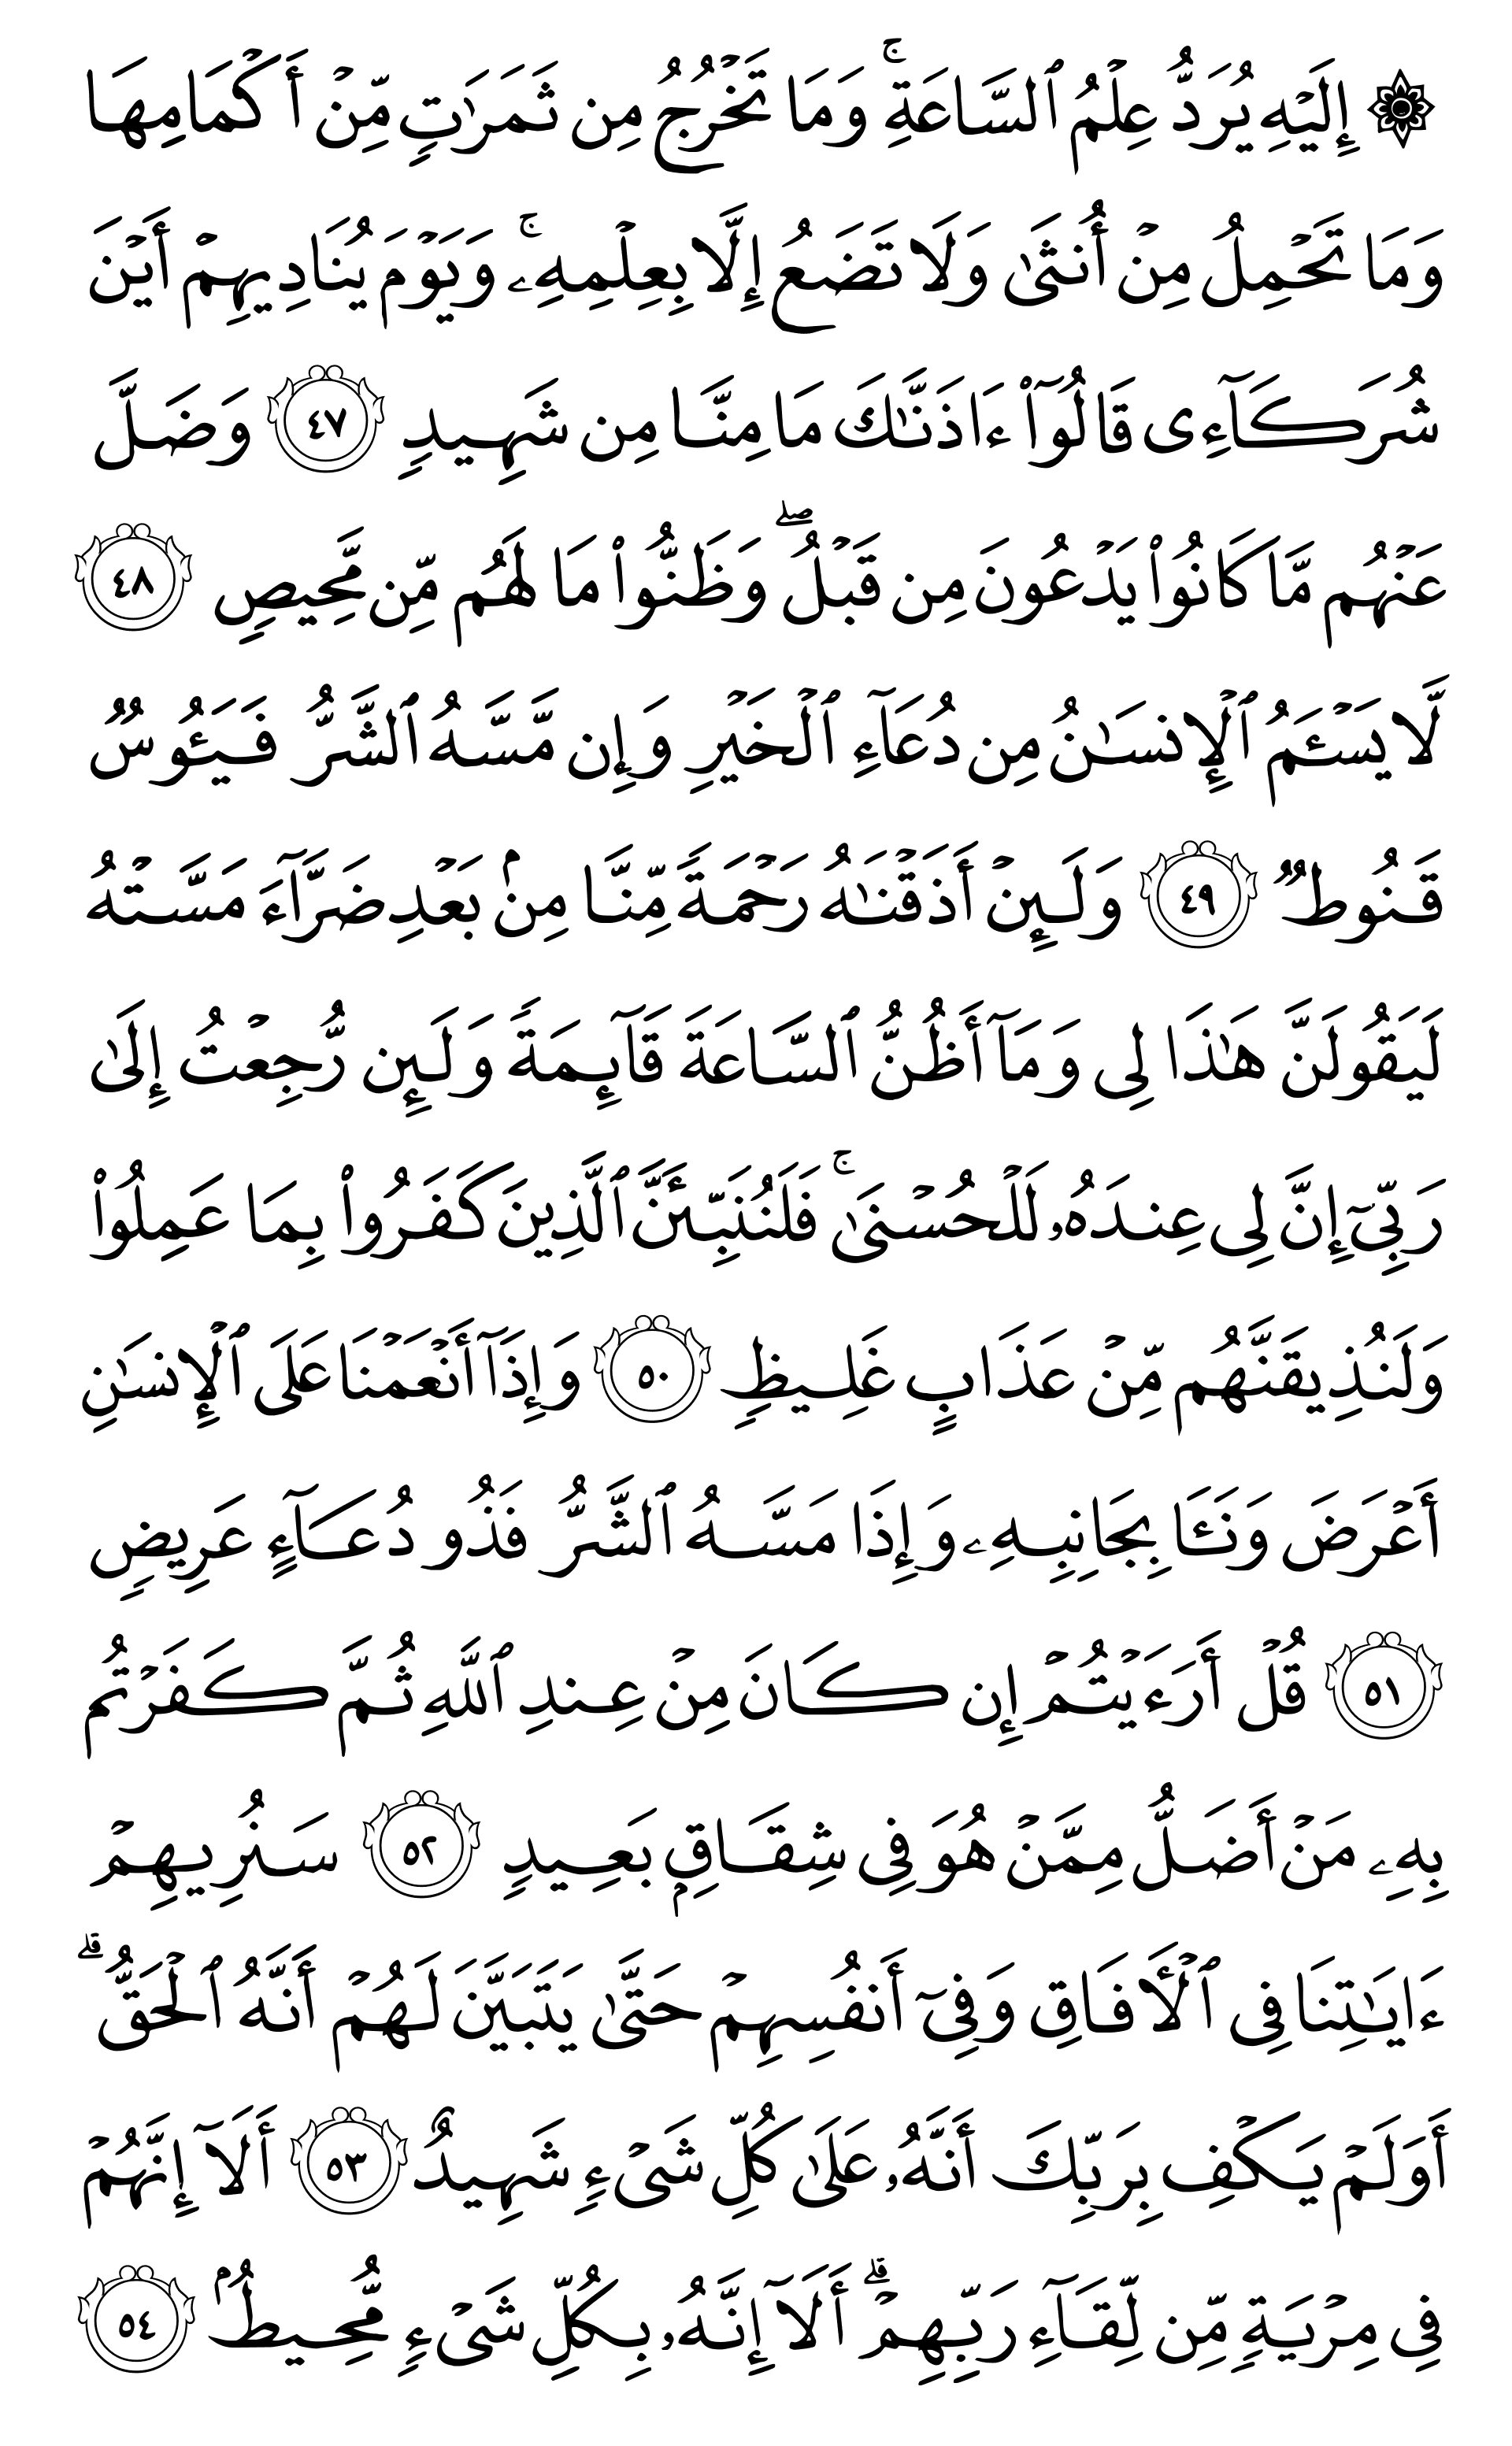 ۞ إِلَيْهِ يُرَدُّ عِلْمُ ٱلسَّاعَةِ ۚ وَمَا تَخْرُجُ مِن ثَمَرَٰتٍ مِّنْ أَكْمَامِهَا
وَمَا تَحْمِلُ مِنْ أُنثَىٰ وَلَا تَضَعُ إِلَّا بِعِلْمِهِۦ ۚ وَيَوْمَ يُنَادِيهِمْ أَيْنَ
شُرَكَآءِى قَالُوٓا۟ ءَاذَنَّـٰكَ مَا مِنَّا مِن شَهِيدٍ ٤٧ وَضَلَّ
عَنْهُم مَّا كَانُوا۟ يَدْعُونَ مِن قَبْلُ ۖ وَظَنُّوا۟ مَا لَهُم مِّن مَّحِيصٍ ٤٨
لَّا يَسْـَٔمُ ٱلْإِنسَـٰنُ مِن دُعَآءِ ٱلْخَيْرِ وَإِن مَّسَّهُ ٱلشَّرُّ فَيَـُٔوسٌ
قَنُوطٌ ٤٩ وَلَئِنْ أَذَقْنَـٰهُ رَحْمَةً مِّنَّا مِنۢ بَعْدِ ضَرَّآءَ مَسَّتْهُ
لَيَقُولَنَّ هَـٰذَا لِى وَمَآ أَظُنُّ ٱلسَّاعَةَ قَآئِمَةً وَلَئِن رُّجِعْتُ إِلَىٰ
رَبِّىٓ إِنَّ لِى عِندَهُۥ لَلْحُسْنَىٰ ۚ فَلَنُنَبِّئَنَّ ٱلَّذِينَ كَفَرُوا۟ بِمَا عَمِلُوا۟
وَلَنُذِيقَنَّهُم مِّنْ عَذَابٍ غَلِيظٍ ٥٠ وَإِذَآ أَنْعَمْنَا عَلَى ٱلْإِنسَـٰنِ
أَعْرَضَ وَنَـَٔا بِجَانِبِهِۦ وَإِذَا مَسَّهُ ٱلشَّرُّ فَذُو دُعَآءٍ عَرِيضٍ
٥١ قُلْ أَرَءَيْتُمْ إِن كَانَ مِنْ عِندِ ٱللَّهِ ثُمَّ كَفَرْتُم
بِهِۦ مَنْ أَضَلُّ مِمَّنْ هُوَ فِى شِقَاقٍۭ بَعِيدٍ ٥٢ سَنُرِيهِمْ
ءَايَـٰتِنَا فِى ٱلْـَٔافَاقِ وَفِىٓ أَنفُسِهِمْ حَتَّىٰ يَتَبَيَّنَ لَهُمْ أَنَّهُ ٱلْحَقُّ ۗ
أَوَلَمْ يَكْفِ بِرَبِّكَ أَنَّهُۥ عَلَىٰ كُلِّ شَىْءٍ شَهِيدٌ ٥٣ أَلَآ إِنَّهُمْ
فِى مِرْيَةٍ مِّن لِّقَآءِ رَبِّهِمْ ۗ أَلَآ إِنَّهُۥ بِكُلِّ شَىْءٍ مُّحِيطٌۢ ٥٤